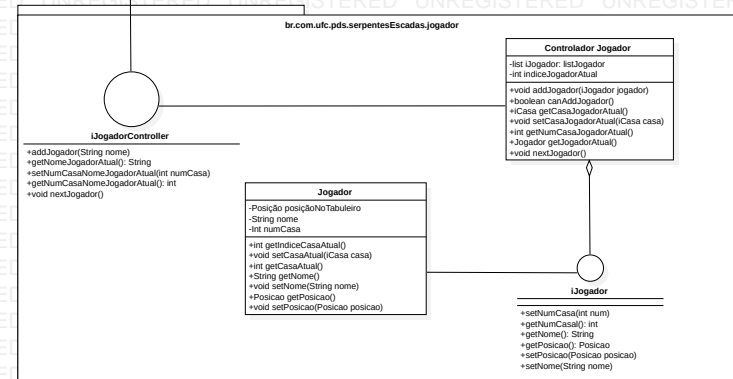 UNREGISTERED UNREGISTERED UNREGISTERED
br.com.ufc.pds.serpentesEscadas.jogador
Controlador Jogador
-list iJogador: listJogador
-int indiceJogadorAtual
+void addJogador(iJogador jogador)
+boolean canAddJogador()
+iCasa getCasaJogadorAtual()
+void setCasaJogadorAtual(iCasa casa)
+int getNumCasaJogadorAtual()
+Jogador getJogadorAtual()
+void nextJogador()
iJogadorController
+addJogador(String nome)
+getNomeJogadorAtual(): String
+setNumCasaNomeJogadorAtual(int numCasa)
+getNumCasaNomeJogadorAtual(): int
+void nextJogador()
Jogador
-Posição posiçãoNoTabuleiro
-String nome
-Int numCasa
+int getIndiceCasaAtual()
+void setCasaAtual(iCasa casa)
+int getCasaAtual()
+String getNome()
+void setNome(String nome)
+Posicao getPosicao()
+void setPosicao(Posicao posicao)
iJogador
+setNumCasa(int num)
+getNumCasal(): int
+getNome(): String
+getPosicao(): Posicao
+setPosicao(Posicao posicao)
+setNome(String nome)